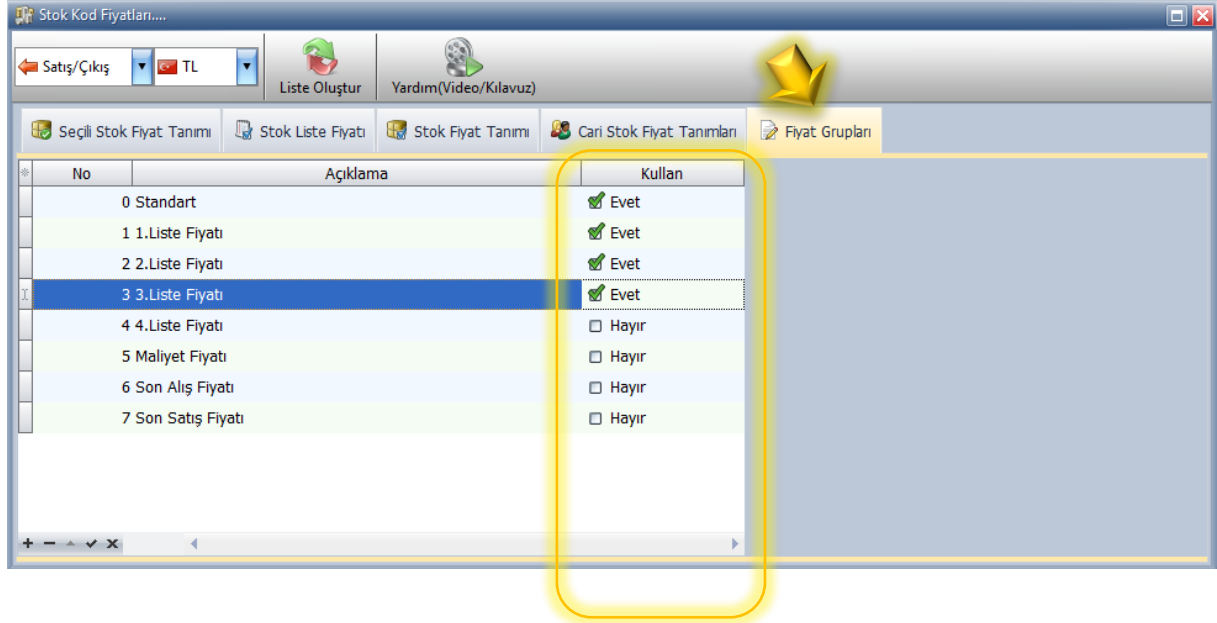 Stok Kod Fiyatları....
Satış/Çıkış TL Liste Oluştur Yardım(Video/Kılavuz)
Seçili Stok Fiyat Tanımı Stok Liste Fiyatı Stok Fiyat Tanımı Cari Stok Fiyat Tanımları Fiyat Grupları
No Açıklama Kullan
0 Standart Evet
1 1.Liste Fiyatı Evet
2 2.Liste Fiyatı Evet
3 3.Liste Fiyatı Evet
4 4.Liste Fiyatı Hayır
5 Maliyet Fiyatı Hayır
6 Son Alış Fiyatı Hayır
7 Son Satış Fiyatı Hayır